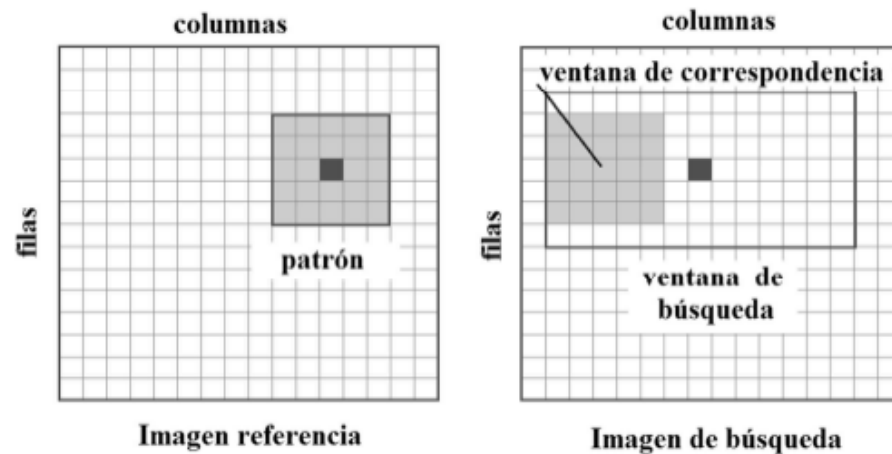 columnas
filas
patrón
Imagen referencia
columnas
ventana de correspondencia
filas
ventana de
búsqueda
Imagen de búsqueda